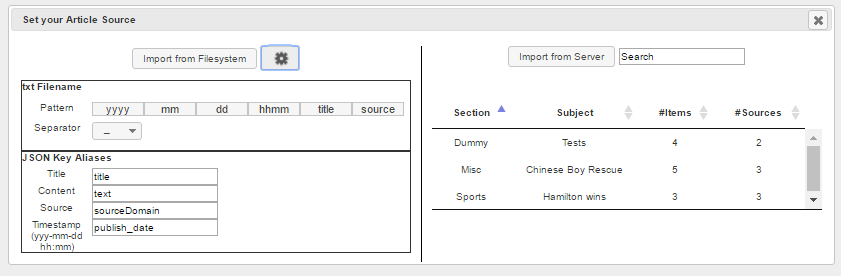 Set your Article Source
Import from Filesystem
txt Filename
Pattern yyyy mm dd hhmm title source
Separator _
JSON Key Aliases
Title title
Content text
Source sourceDomain
Timestamp publish_date
(yyy-mm-dd
hh:mm)
Import from Server Search
Section Subject #Items #Sources
Dummy Tests 4 2
Misc Chinese Boy Rescue 5 3
Sports Hamilton wins 3 3